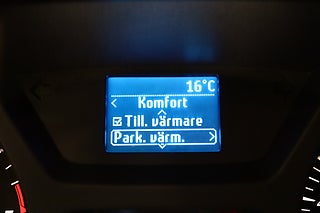 16°C
< Komfort
☑ Till. värmare
Park. värm. >